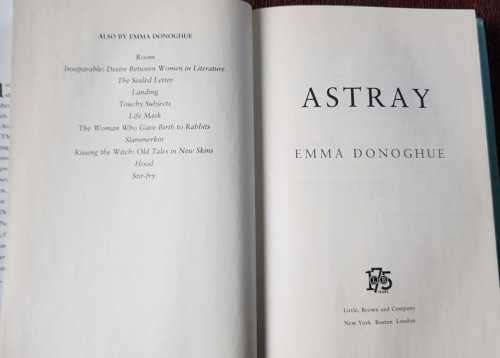 ALSO BY EMMA DONOGHUE
Room
Inseparable: Desire Between Women in Literature
The Sealed Letter
Landing
Touchy Subjects
Life Mask
The Woman Who Gave Birth to Rabbits
Slammerkin
Kissing the Witch: Old Tales in New Skins
Hood
Stir-fry
ASTRAY
EMMA DONOGHUE
175
YEARS
Little, Brown and Company
New York Boston London